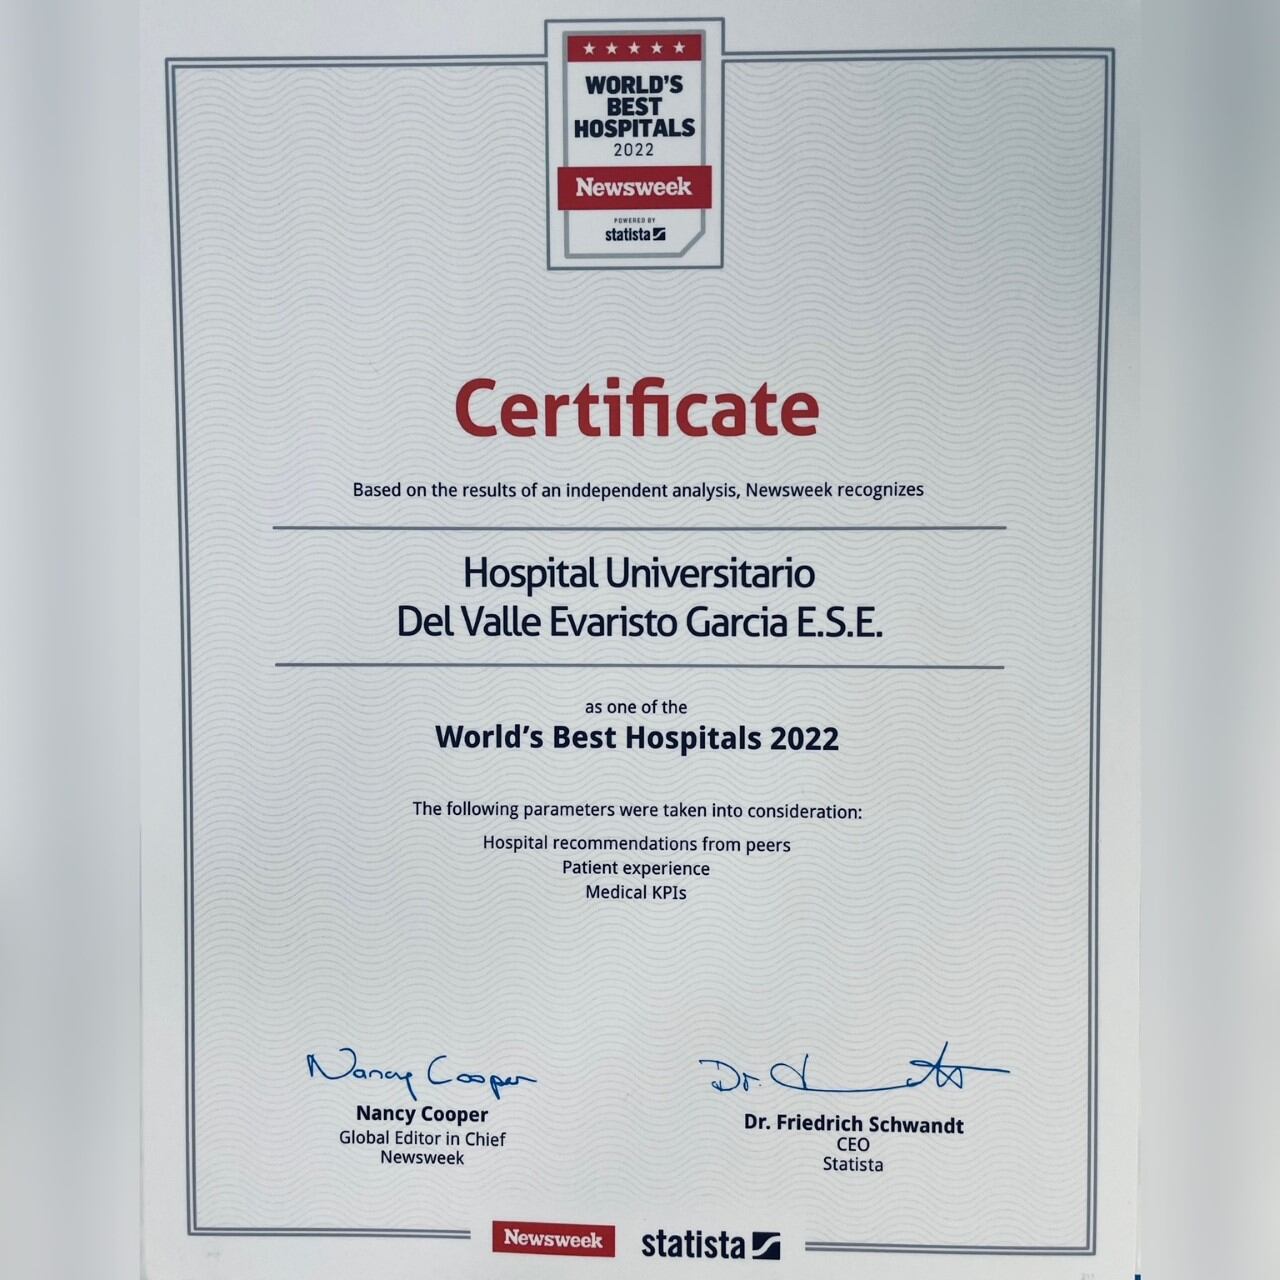 WORLD'S
BEST
HOSPITALS
2022
Newsweek
POWERED BY
statista
Certificate
Based on the results of an independent analysis, Newsweek recognizes
Hospital Universitario
Del Valle Evaristo Garcia E.S.E.
as one of the
World's Best Hospitals 2022
The following parameters were taken into consideration:
Hospital recommendations from peers
Patient experience
Medical KPIs
Nancy Cooper
Nancy Cooper
Global Editor in Chief
Newsweek
Dr.
Dr. Friedrich Schwandt
CEO
Statista
Newsweek statista